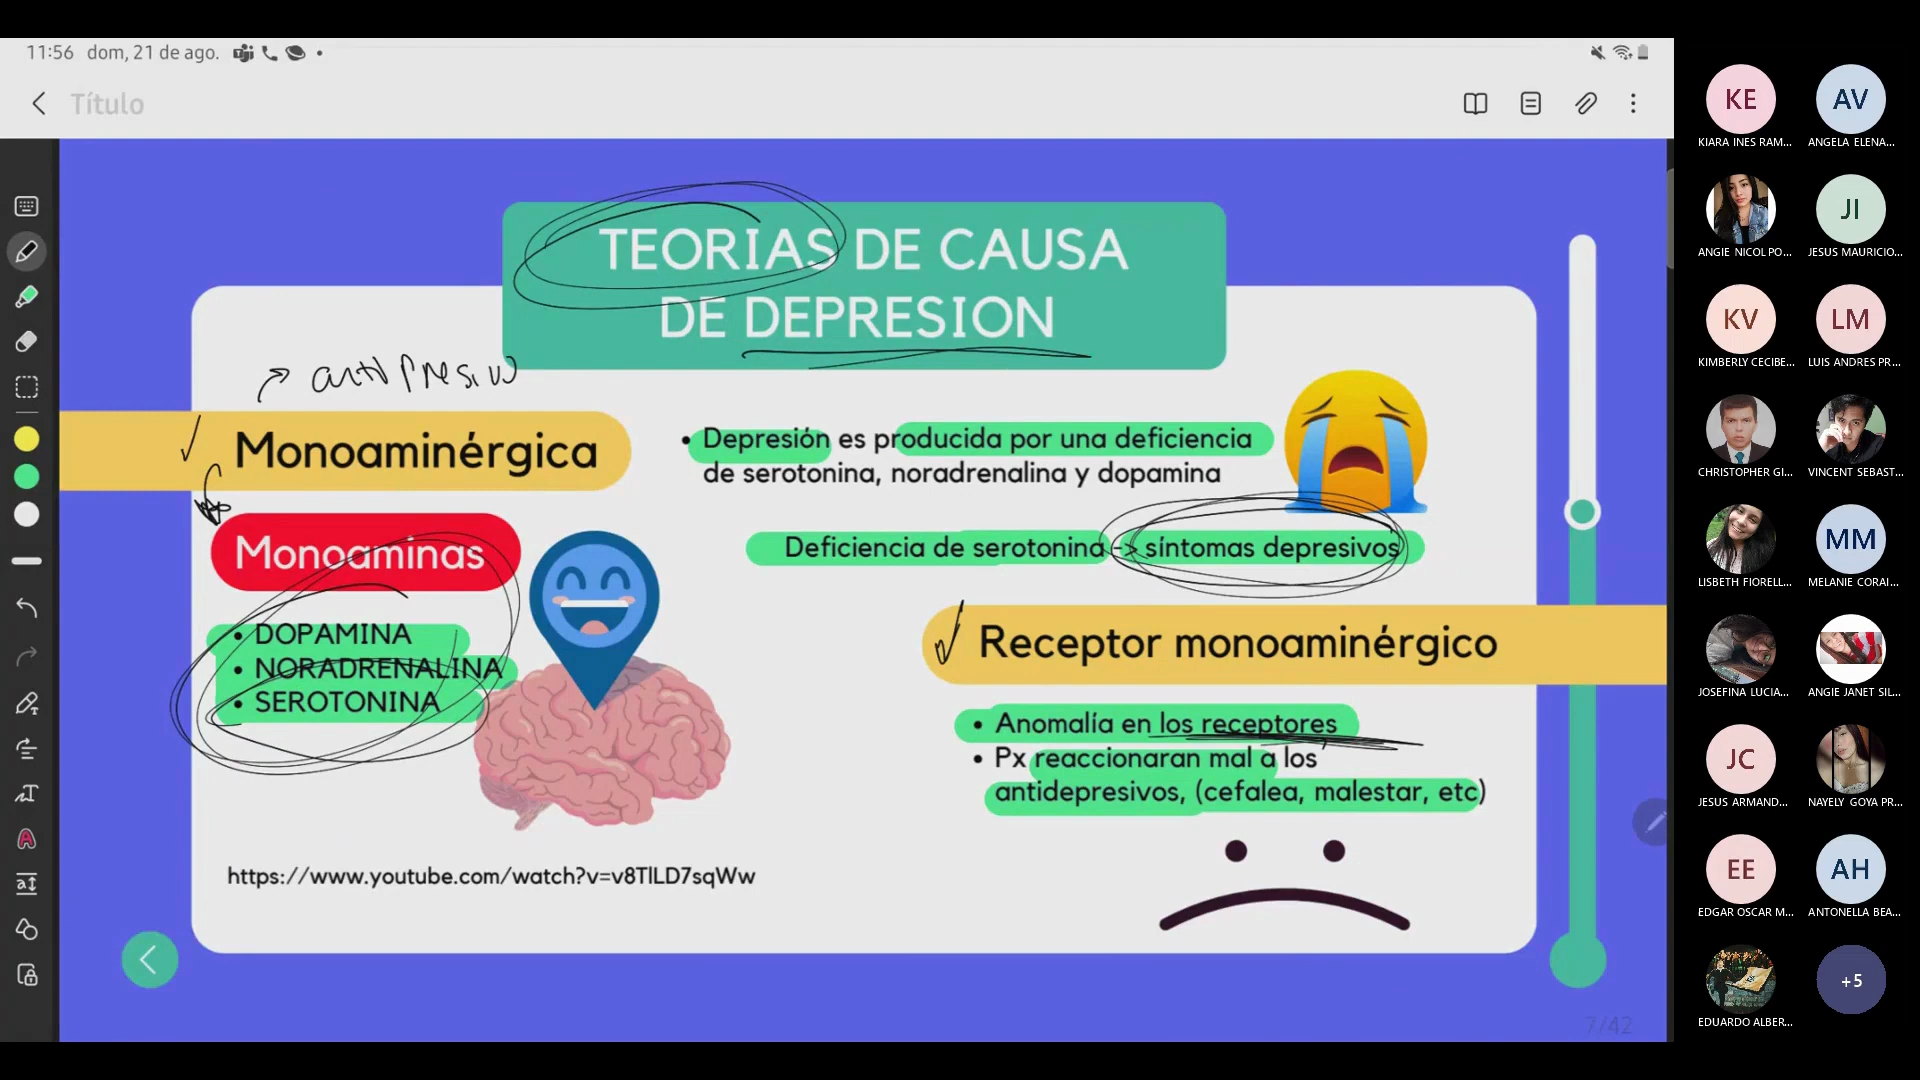 11:56 dom, 21 de ago.
Título
TEORIAS DE CAUSA
DE DEPRESION
Monoaminérgica
• Depresión es producida por una deficiencia
de serotonina, noradrenalina y dopamina
Monoaminas
Deficiencia de serotonina -> síntomas depresivos
• DOPAMINA
• NORADRENALINA
• SEROTONINA
Receptor monoaminérgico
• Anomalía en los receptores
• Px reaccionaran mal a los
antidepresivos, (cefalea, malestar, etc)
https://www.youtube.com/watch?v=v8TlLD7sqWw
7/42
KE
KIARA INES RAM...
AV
ANGELA ELENA...
ANGIE NICOL PO...
JI
JESUS MAURICIO...
KV
KIMBERLY CECIBE...
LM
LUIS ANDRES PR...
CHRISTOPHER GI...
VINCENT SEBAST...
LISBETH FIORELL...
MM
MELANIE CORAI...
JOSEFINA LUCIA...
ANGIE JANET SIL...
JC
JESUS ARMAND...
NAYELY GOYA PR...
EE
EDGAR OSCAR M...
AH
ANTONELLA BEA...
EDUARDO ALBER...
+5